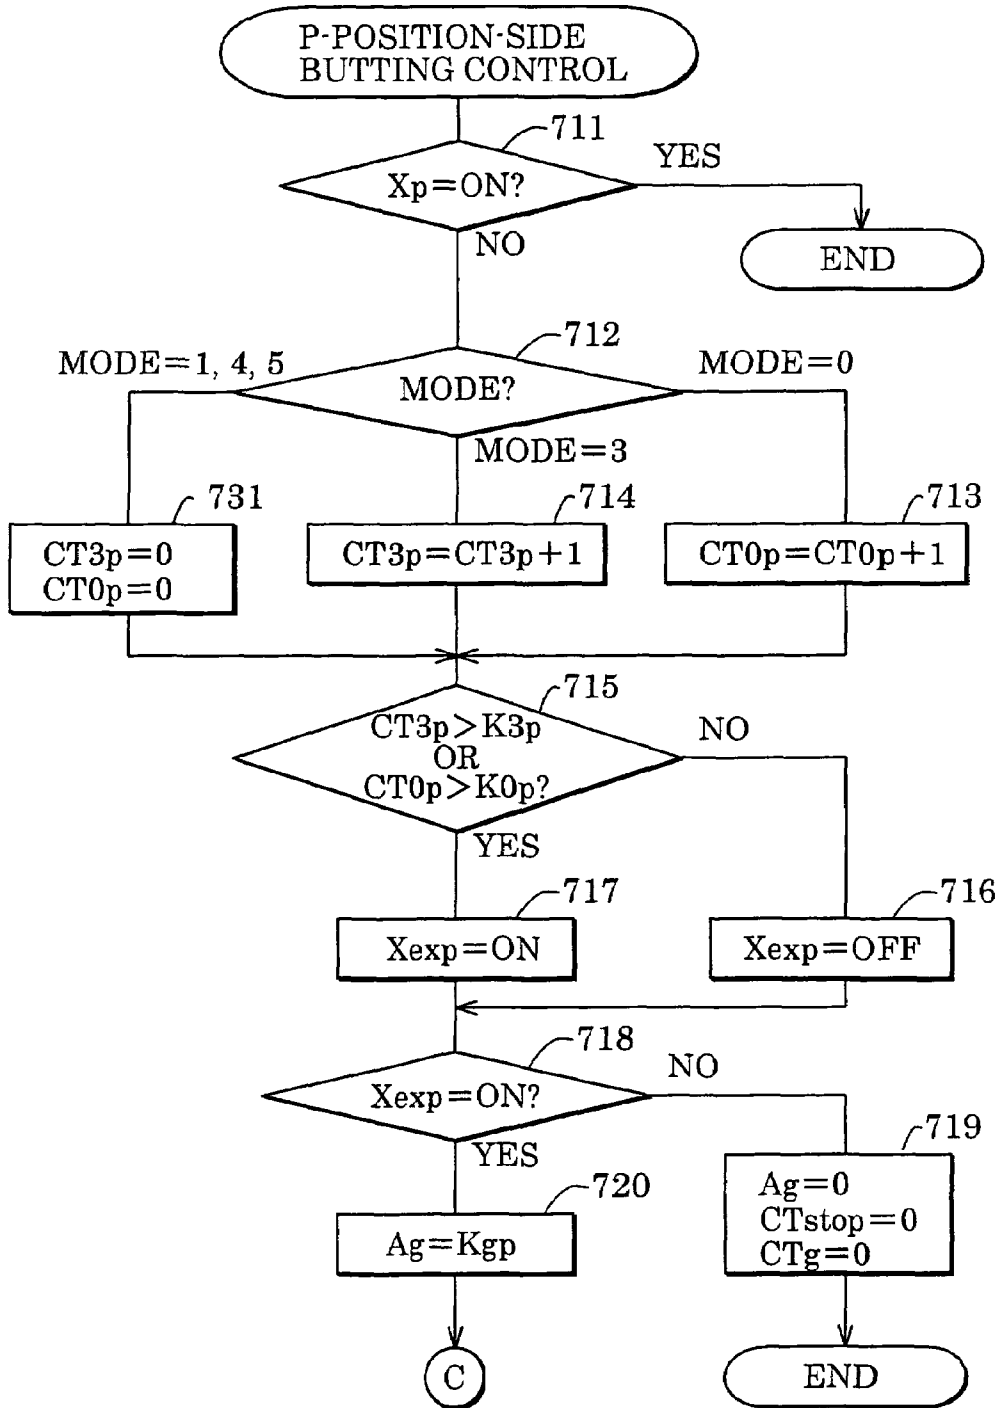 P-POSITION-SIDE
BUTTING CONTROL
711
Xp=ON?
YES
NO
END
712
MODE=1, 4, 5
MODE?
MODE=0
MODE=3
731
CT3p=0
CT0p=0
714
CT3p=CT3p+1
713
CT0p=CT0p+1
715
CT3p>K3p
OR
CT0p>K0p?
NO
YES
717
Xexp=ON
716
Xexp=OFF
718
Xexp=ON?
NO
YES
719
Ag=0
CTstop=0
CTg=0
720
Ag=Kgp
C
END